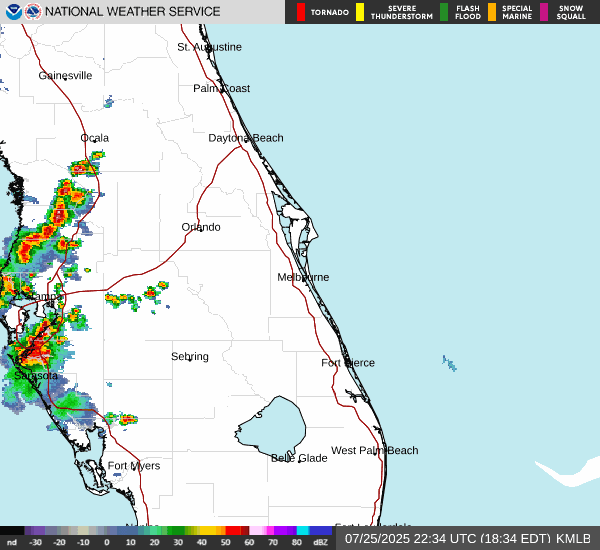 NATIONAL WEATHER SERVICE
TORNADO
SEVERE THUNDERSTORM
FLASH FLOOD
SPECIAL MARINE
SNOW SQUALL
St. Augustine
Gainesville
Palm Coast
Ocala
Daytona Beach
Orlando
Melbourne
Tampa
Sebring
Fort Pierce
Sarasota
West Palm Beach
Belle Glade
Fort Myers
nd -30 -20 -10 0 10 20 30 40 50 60 70 80 dBZ
07/25/2025 22:34 UTC (18:34 EDT) KMLB